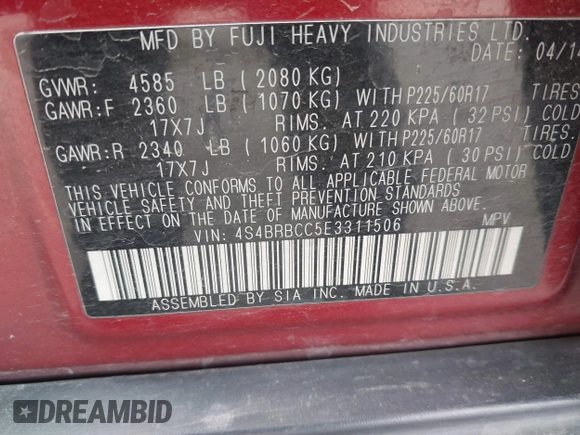 MFD BY FUJI HEAVY INDUSTRIES LTD.
DATE: 04/14
GVWR: 4585 LB ( 2080 KG)
GAWR:F 2360 LB ( 1070 KG) WITH P225/60R17 TIRES
17X7J RIMS. AT 220 KPA ( 32 PSI) COLD
GAWR:R 2340 LB ( 1060 KG) WITH P225/60R17 TIRES.
17X7J RIMS. AT 210 KPA ( 30 PSI) COLD
THIS VEHICLE CONFORMS TO ALL APPLICABLE FEDERAL MOTOR
VEHICLE SAFETY AND THEFT PREVENTION STANDARDS
IN EFFECT ON THE DATE OF MANUFACTURE SHOWN ABOVE.
VIN: 4S4BRBCC5E3311506 MPV
ASSEMBLED BY SIA INC. MADE IN U.S.A.
DREAMBID